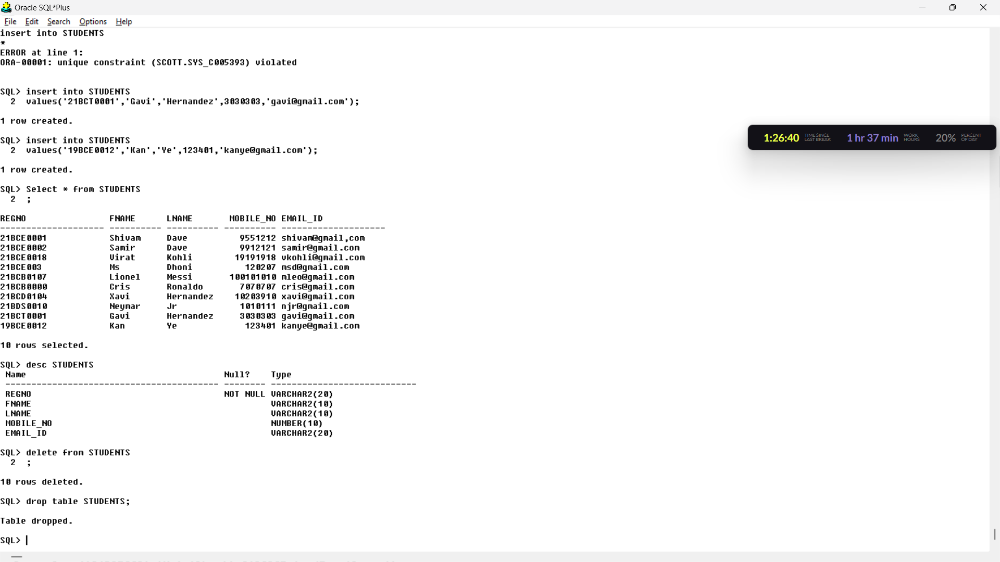 Oracle SQL*Plus
File Edit Search Options Help
insert into STUDENTS
*
ERROR at line 1:
ORA-00001: unique constraint (SCOTT.SYS_C005393) violated
SQL> insert into STUDENTS
2 values('21BCT0001','Gavi','Hernandez',3030303,'gavi@gmail.com');
1 row created.
1:26:40 TIME SINCE LAST BREAK 1 hr 37 min WORK HOURS 20% PERCENT OF DAY
SQL> insert into STUDENTS
2 values('19BCE0012','Kan','Ye',123401,'kanye@gmail.com');
1 row created.
SQL> Select * from STUDENTS
2 ;
REGNO FNAME LNAME MOBILE_NO EMAIL_ID
-------------------- ---------- ---------- ---------- --------------------
21BCE0001 Shivam Dave 9551212 shivam@gmail,com
21BCE0002 Samir Dave 9912121 samir@gmail.com
21BCE0018 Virat Kohli 19191918 vkohli@gmail.com
21BCE003 Ms Dhoni 120207 msd@gmail.com
21BCB0107 Lionel Messi 100101010 mleo@gmail.com
21BCB0000 Cris Ronaldo 7070707 cris@gmail.com
21BCD0104 Xavi Hernandez 10203910 xavi@gmail.com
21BDS0010 Neymar Jr 1010111 njr@gmail.com
21BCT0001 Gavi Hernandez 3030303 gavi@gmail.com
19BCE0012 Kan Ye 123401 kanye@gmail.com
10 rows selected.
SQL> desc STUDENTS
Name Null? Type
----------------------------------------- -------- ----------------------------
REGNO NOT NULL VARCHAR2(20)
FNAME VARCHAR2(10)
LNAME VARCHAR2(10)
MOBILE_NO NUMBER(10)
EMAIL_ID VARCHAR2(20)
SQL> delete from STUDENTS
2 ;
10 rows deleted.
SQL> drop table STUDENTS;
Table dropped.
SQL>